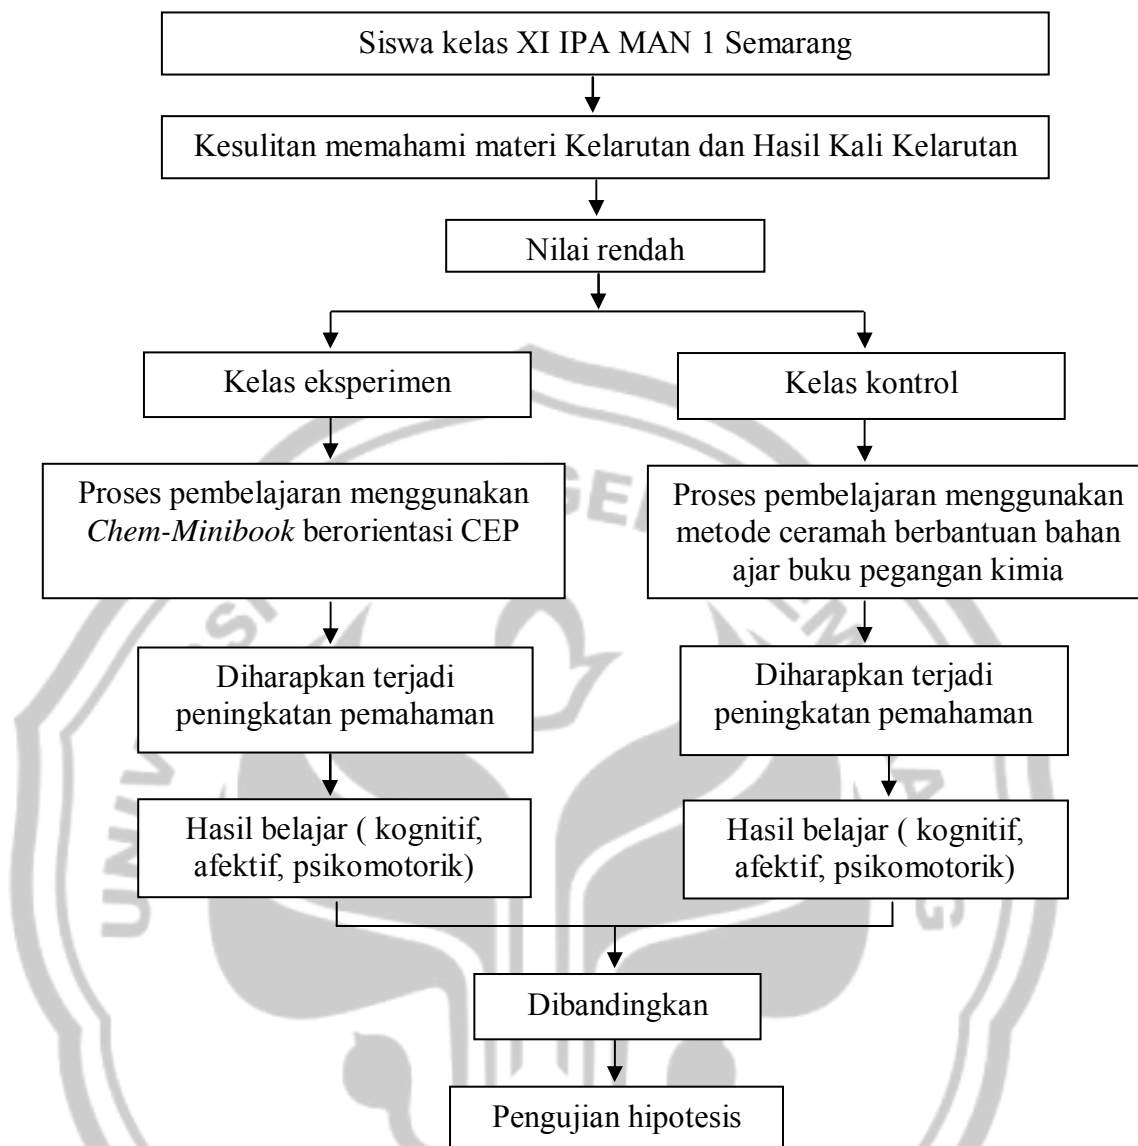 Siswa kelas XI IPA MAN 1 Semarang
Kesulitan memahami materi Kelarutan dan Hasil Kali Kelarutan
Nilai rendah
Kelas eksperimen
Kelas kontrol
Proses pembelajaran menggunakan
Chem-Minibook berorientasi CEP
Proses pembelajaran menggunakan
metode ceramah berbantuan bahan
ajar buku pegangan kimia
Diharapkan terjadi
peningkatan pemahaman
Diharapkan terjadi
peningkatan pemahaman
Hasil belajar ( kognitif,
afektif, psikomotorik)
Hasil belajar ( kognitif,
afektif, psikomotorik)
Dibandingkan
Pengujian hipotesis